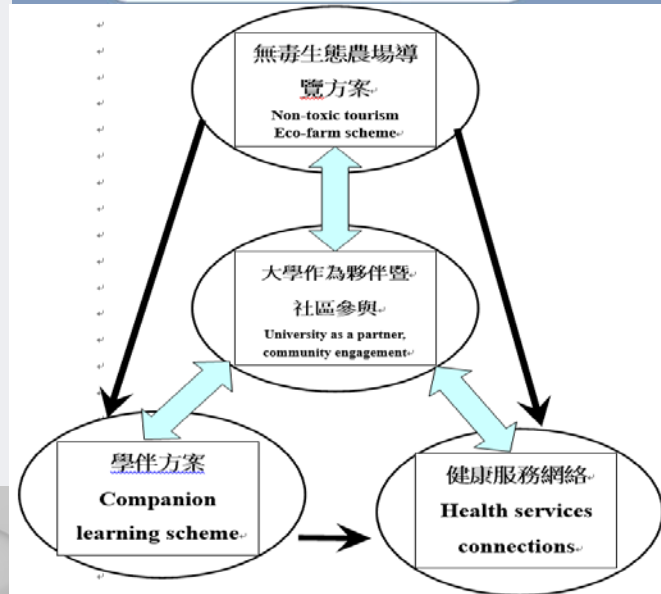 無毒生態農場導
覽方案
Non-toxic tourism
Eco-farm scheme
大學作為夥伴暨
社區參與
University as a partner,
community engagement
學伴方案
Companion
learning scheme
健康服務網絡
Health services
connections